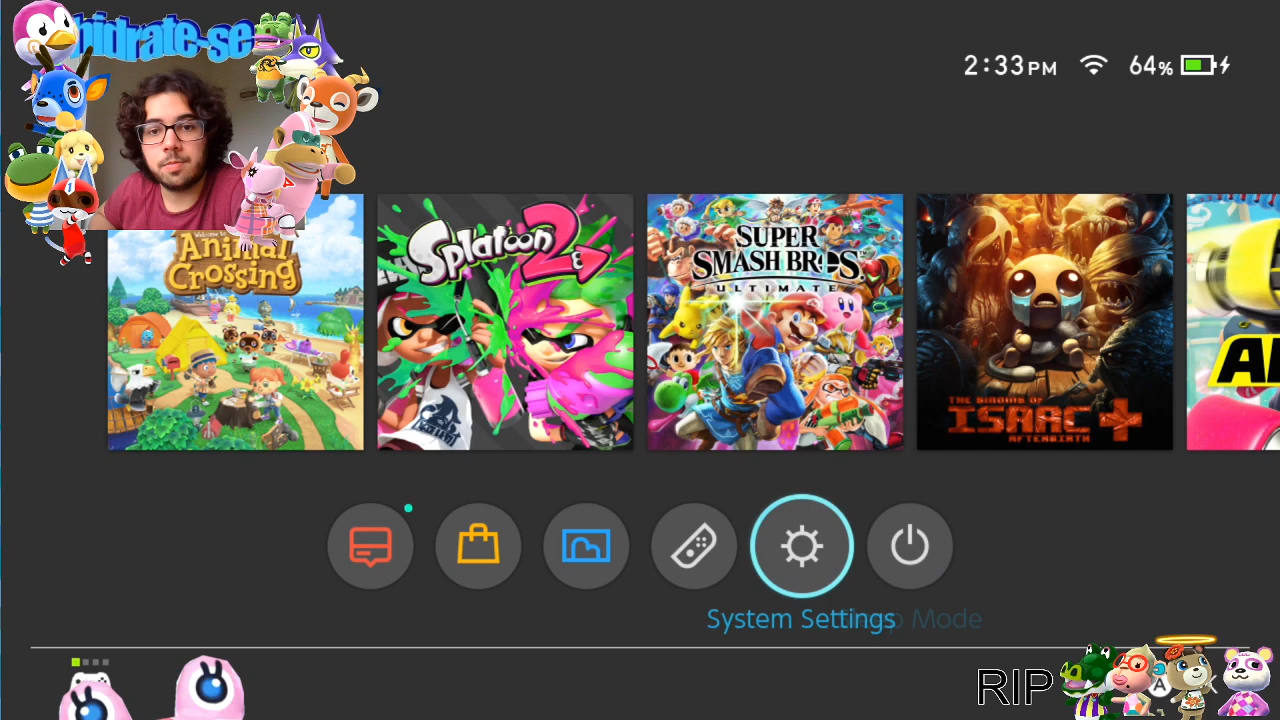 hidrate-se
2:33PM
64%
Animal
Crossing
Splatoon
2
SUPER
SMASH BROS.
ULTIMATE
THE BINDING OF
ISAAC
AFTERBIRTH
System Settings
Mode
RIP
A